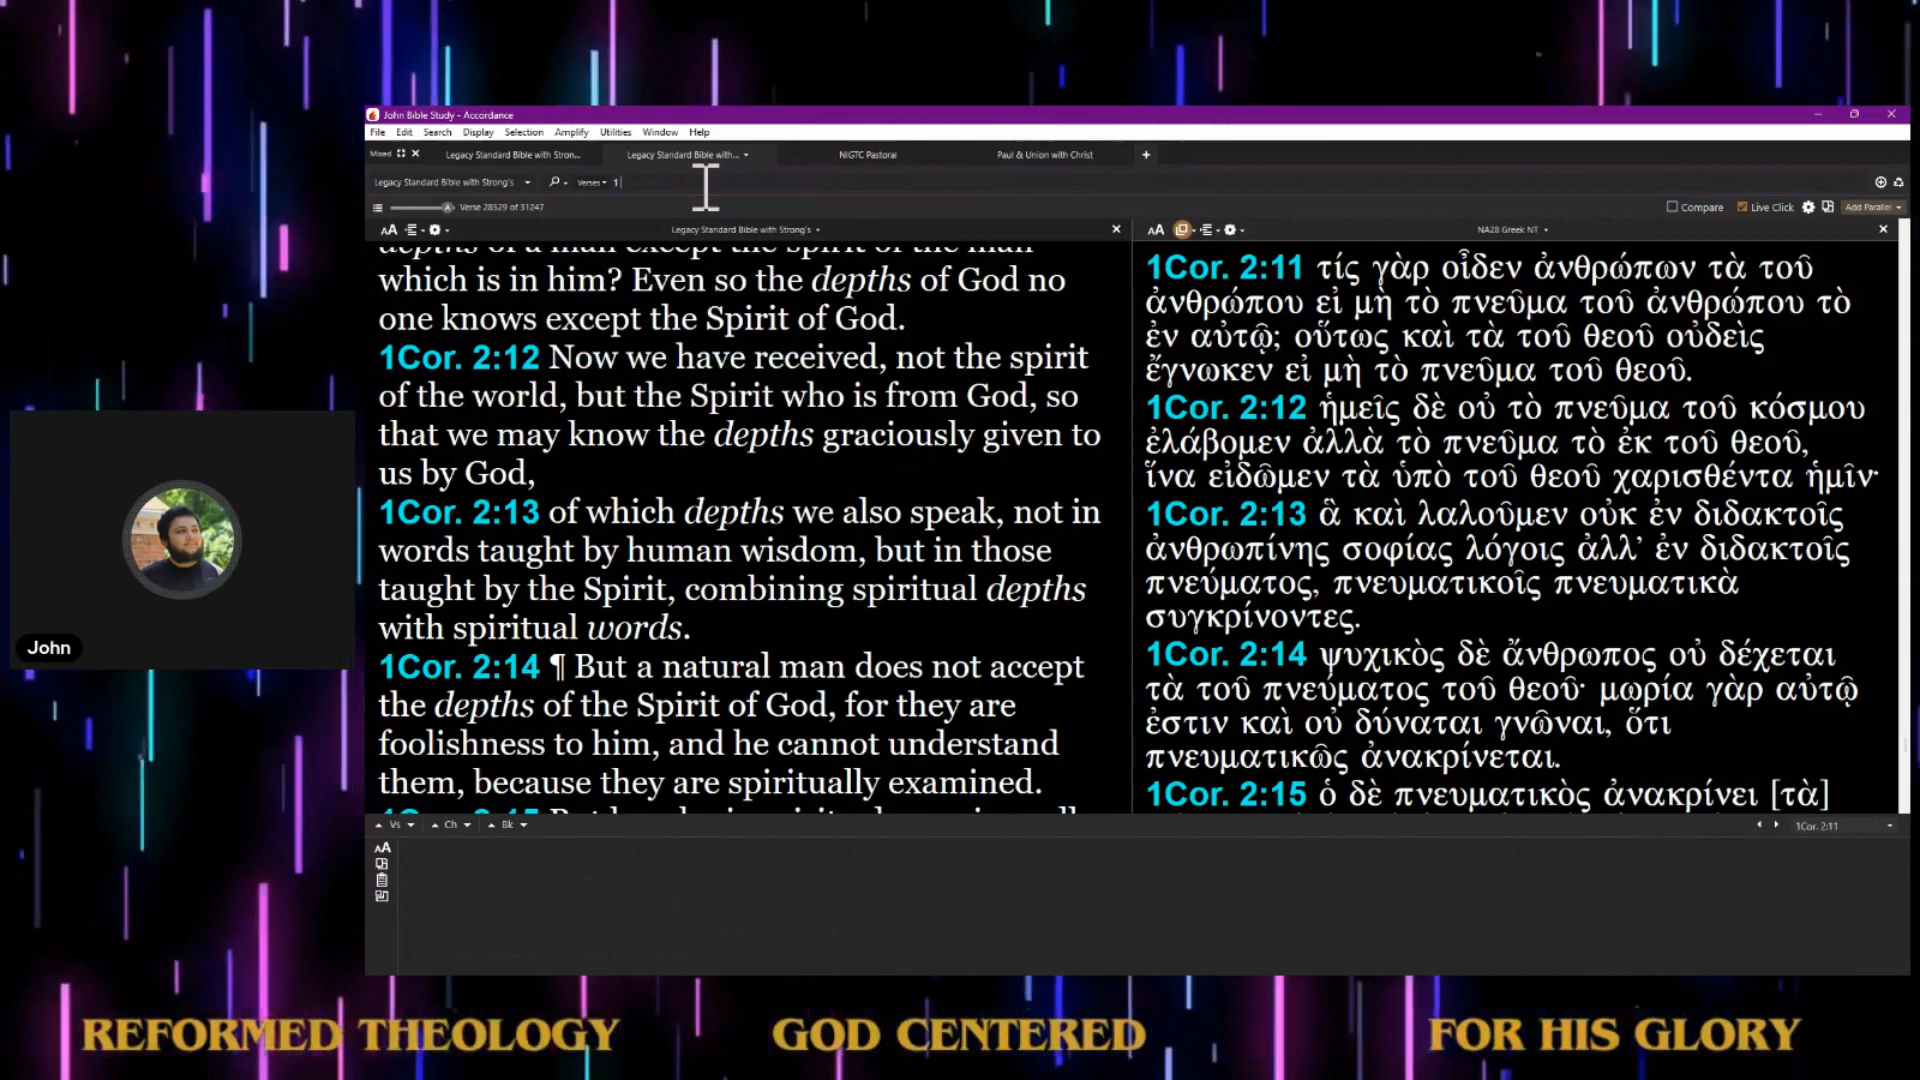 John Bible Study - Accordance
File Edit Search Display Selection Amplify Utilities Window Help
Mixed Legacy Standard Bible with Stron... Legacy Standard Bible with... NIGTC Pastoral Paul & Union with Christ
Legacy Standard Bible with Strong's Verses 1
Verse 28529 of 31247 Compare Live Click Add Parallel
Legacy Standard Bible with Strong's
depths of a man except the spirit of the man
which is in him? Even so the depths of God no
one knows except the Spirit of God.
1Cor. 2:12 Now we have received, not the spirit
of the world, but the Spirit who is from God, so
that we may know the depths graciously given to
us by God,
1Cor. 2:13 of which depths we also speak, not in
words taught by human wisdom, but in those
taught by the Spirit, combining spiritual depths
with spiritual words.
1Cor. 2:14 ¶ But a natural man does not accept
the depths of the Spirit of God, for they are
foolishness to him, and he cannot understand
them, because they are spiritually examined.
NA28 Greek NT
1Cor. 2:11 τίς γὰρ οἶδεν ἀνθρώπων τὰ τοῦ
ἀνθρώπου εἰ μὴ τὸ πνεῦμα τοῦ ἀνθρώπου τὸ
ἐν αὐτῷ; οὕτως καὶ τὰ τοῦ θεοῦ οὐδεὶς
ἔγνωκεν εἰ μὴ τὸ πνεῦμα τοῦ θεοῦ.
1Cor. 2:12 ἡμεῖς δὲ οὐ τὸ πνεῦμα τοῦ κόσμου
ἐλάβομεν ἀλλὰ τὸ πνεῦμα τὸ ἐκ τοῦ θεοῦ,
ἵνα εἰδῶμεν τὰ ὑπὸ τοῦ θεοῦ χαρισθέντα ἡμῖν·
1Cor. 2:13 ἃ καὶ λαλοῦμεν οὐκ ἐν διδακτοῖς
ἀνθρωπίνης σοφίας λόγοις ἀλλ’ ἐν διδακτοῖς
πνεύματος, πνευματικοῖς πνευματικὰ
συγκρίνοντες.
1Cor. 2:14 ψυχικὸς δὲ ἄνθρωπος οὐ δέχεται
τὰ τοῦ πνεύματος τοῦ θεοῦ· μωρία γὰρ αὐτῷ
ἐστιν καὶ οὐ δύναται γνῶναι, ὅτι
πνευματικῶς ἀνακρίνεται.
1Cor. 2:15 ὁ δὲ πνευματικὸς ἀνακρίνει [τὰ]
Vs Ch Bk 1Cor. 2:11
John
REFORMED THEOLOGY GOD CENTERED FOR HIS GLORY